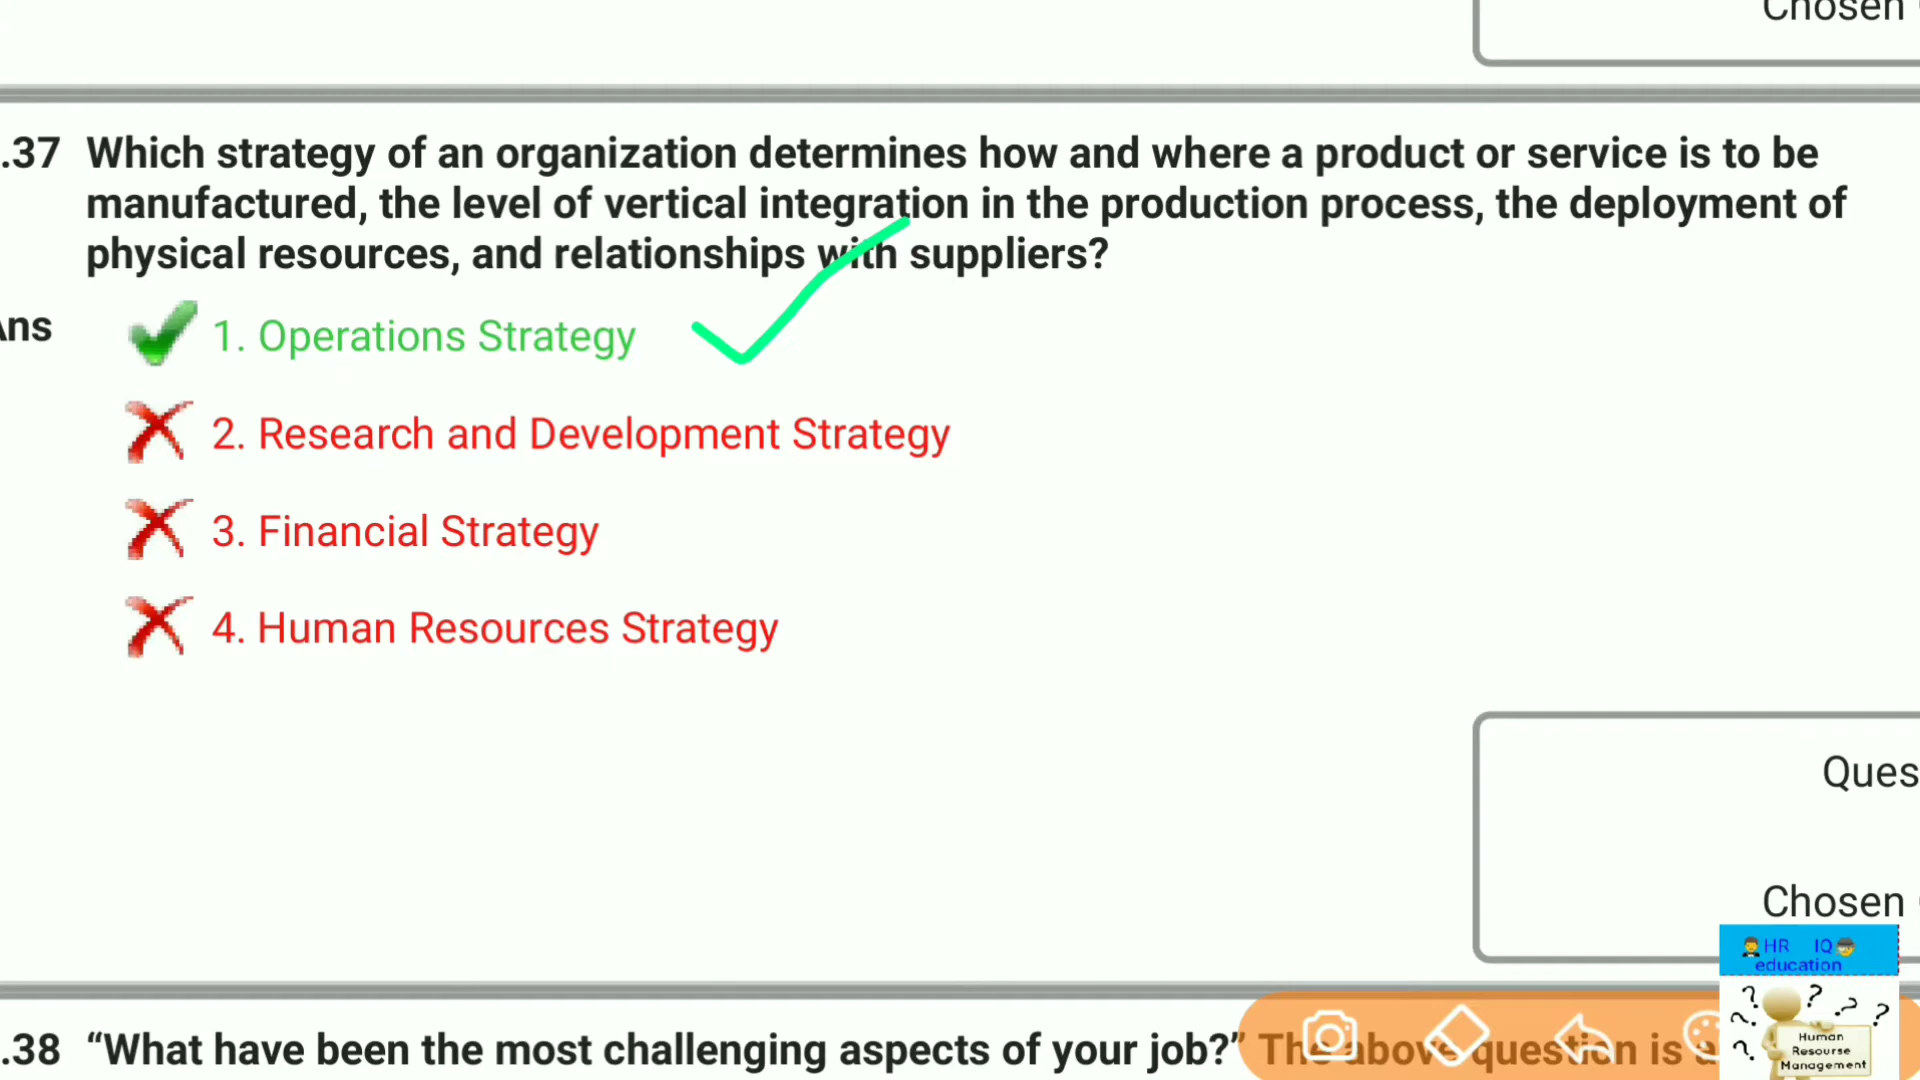 Chosen
.37 Which strategy of an organization determines how and where a product or service is to be
manufactured, the level of vertical integration in the production process, the deployment of
physical resources, and relationships with suppliers?
Ans
1. Operations Strategy
2. Research and Development Strategy
3. Financial Strategy
4. Human Resources Strategy
Ques
Chosen
HR IQ
education
.38 “What have been the most challenging aspects of your job?” The above question is a
? ? ? ? ? ?
Human
Resourse
Management